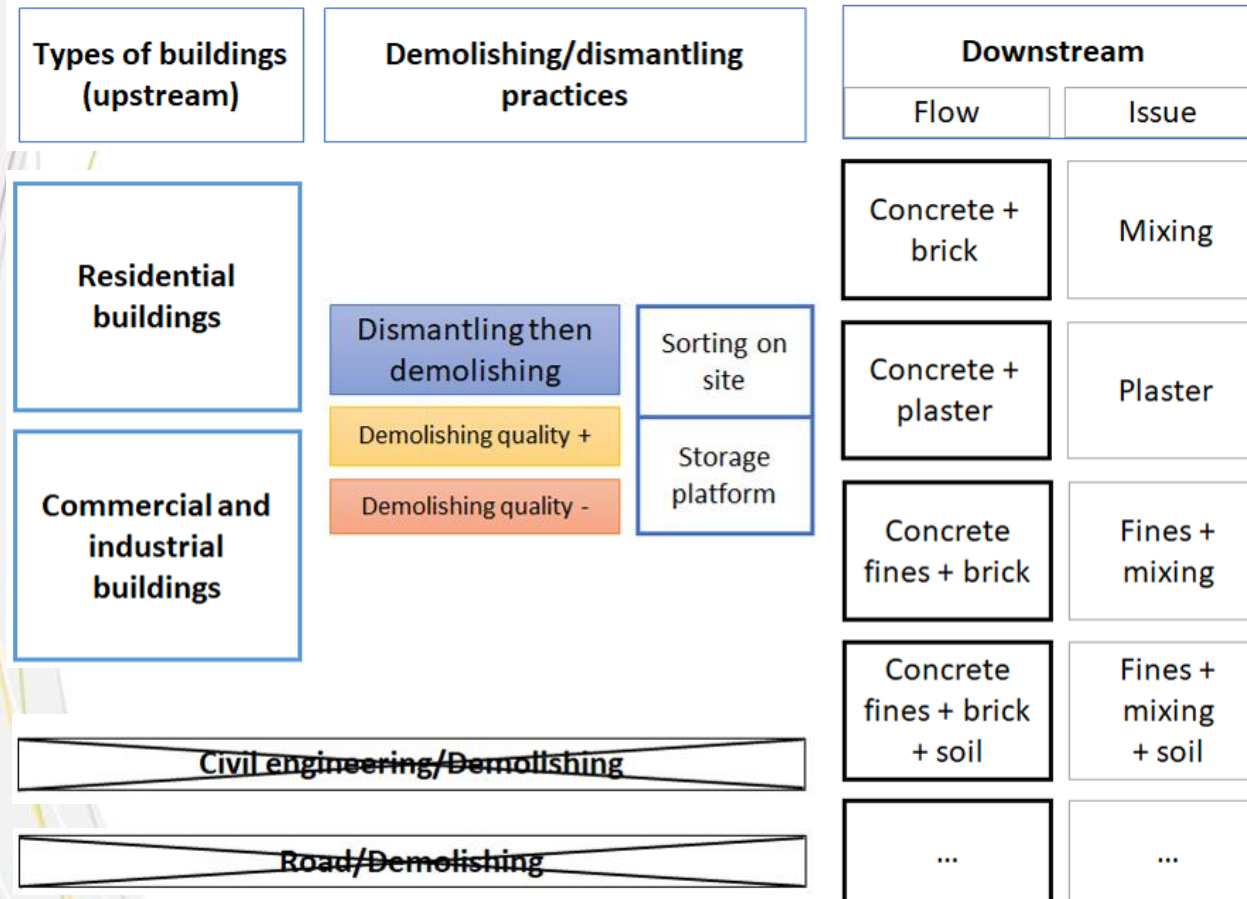 Types of buildings
(upstream)
Demolishing/dismantling
practices
Downstream
Flow
Issue
Residential
buildings
Commercial and
industrial
buildings
Dismantling then
demolishing
Demolishing quality +
Demolishing quality -
Sorting on
site
Storage
platform
Concrete +
brick
Mixing
Concrete +
plaster
Plaster
Concrete
fines + brick
Fines +
mixing
Concrete
fines + brick
+ soil
Fines +
mixing
+ soil
...
...
Civil engineering/Demolishing
Road/Demolishing